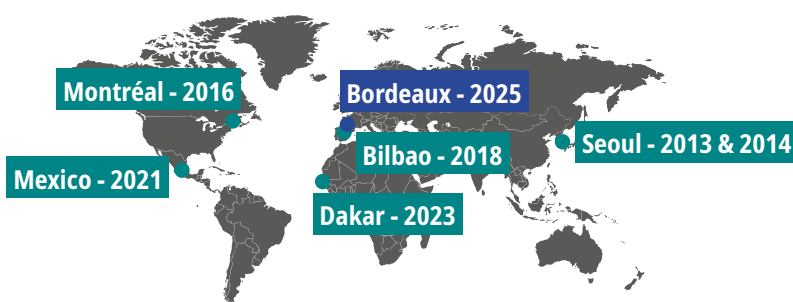 Montréal - 2016
Bordeaux - 2025
Seoul - 2013 & 2014
Bilbao - 2018
Mexico - 2021
Dakar - 2023